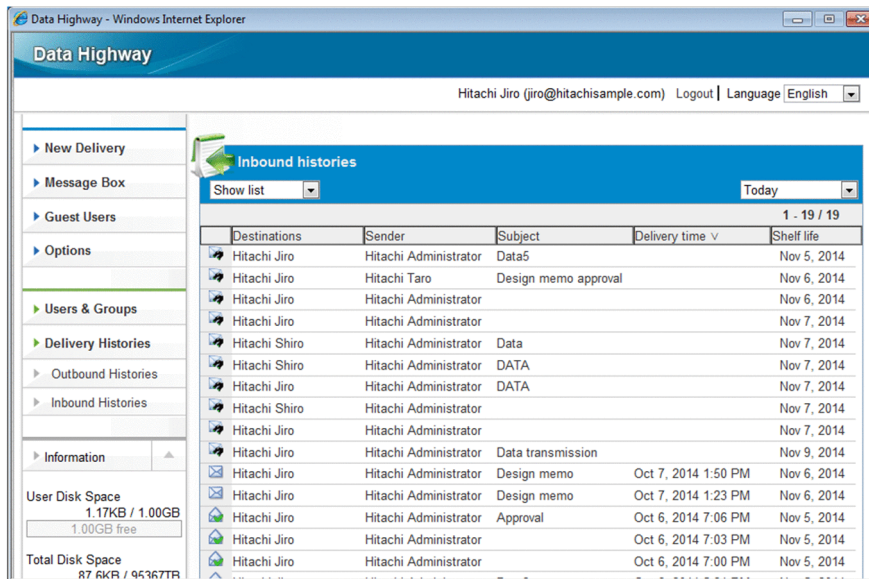 Data Highway - Windows Internet Explorer
Data Highway
Hitachi Jiro (jiro@hitachisample.com) Logout Language English
New Delivery
Message Box
Guest Users
Options
Users & Groups
Delivery Histories
Outbound Histories
Inbound Histories
Information
User Disk Space
1.17KB / 1.00GB
1.00GB free
Total Disk Space
87.6KB / 95367TB
Inbound histories
Show list Today
1 - 19 / 19
Destinations Sender Subject Delivery time Shelf life
Hitachi Jiro Hitachi Administrator Data5 Nov 5, 2014
Hitachi Jiro Hitachi Taro Design memo approval Nov 6, 2014
Hitachi Jiro Hitachi Administrator Nov 6, 2014
Hitachi Jiro Hitachi Administrator Nov 7, 2014
Hitachi Shiro Hitachi Administrator Data Nov 7, 2014
Hitachi Shiro Hitachi Administrator DATA Nov 7, 2014
Hitachi Jiro Hitachi Administrator DATA Nov 7, 2014
Hitachi Shiro Hitachi Administrator Nov 7, 2014
Hitachi Jiro Hitachi Administrator Nov 7, 2014
Hitachi Jiro Hitachi Administrator Data transmission Nov 9, 2014
Hitachi Jiro Hitachi Administrator Design memo Oct 7, 2014 1:50 PM Nov 6, 2014
Hitachi Jiro Hitachi Administrator Design memo Oct 7, 2014 1:23 PM Nov 6, 2014
Hitachi Jiro Hitachi Administrator Approval Oct 6, 2014 7:06 PM Nov 5, 2014
Hitachi Jiro Hitachi Administrator Oct 6, 2014 7:03 PM Nov 5, 2014
Hitachi Jiro Hitachi Administrator Oct 6, 2014 7:00 PM Nov 5, 2014